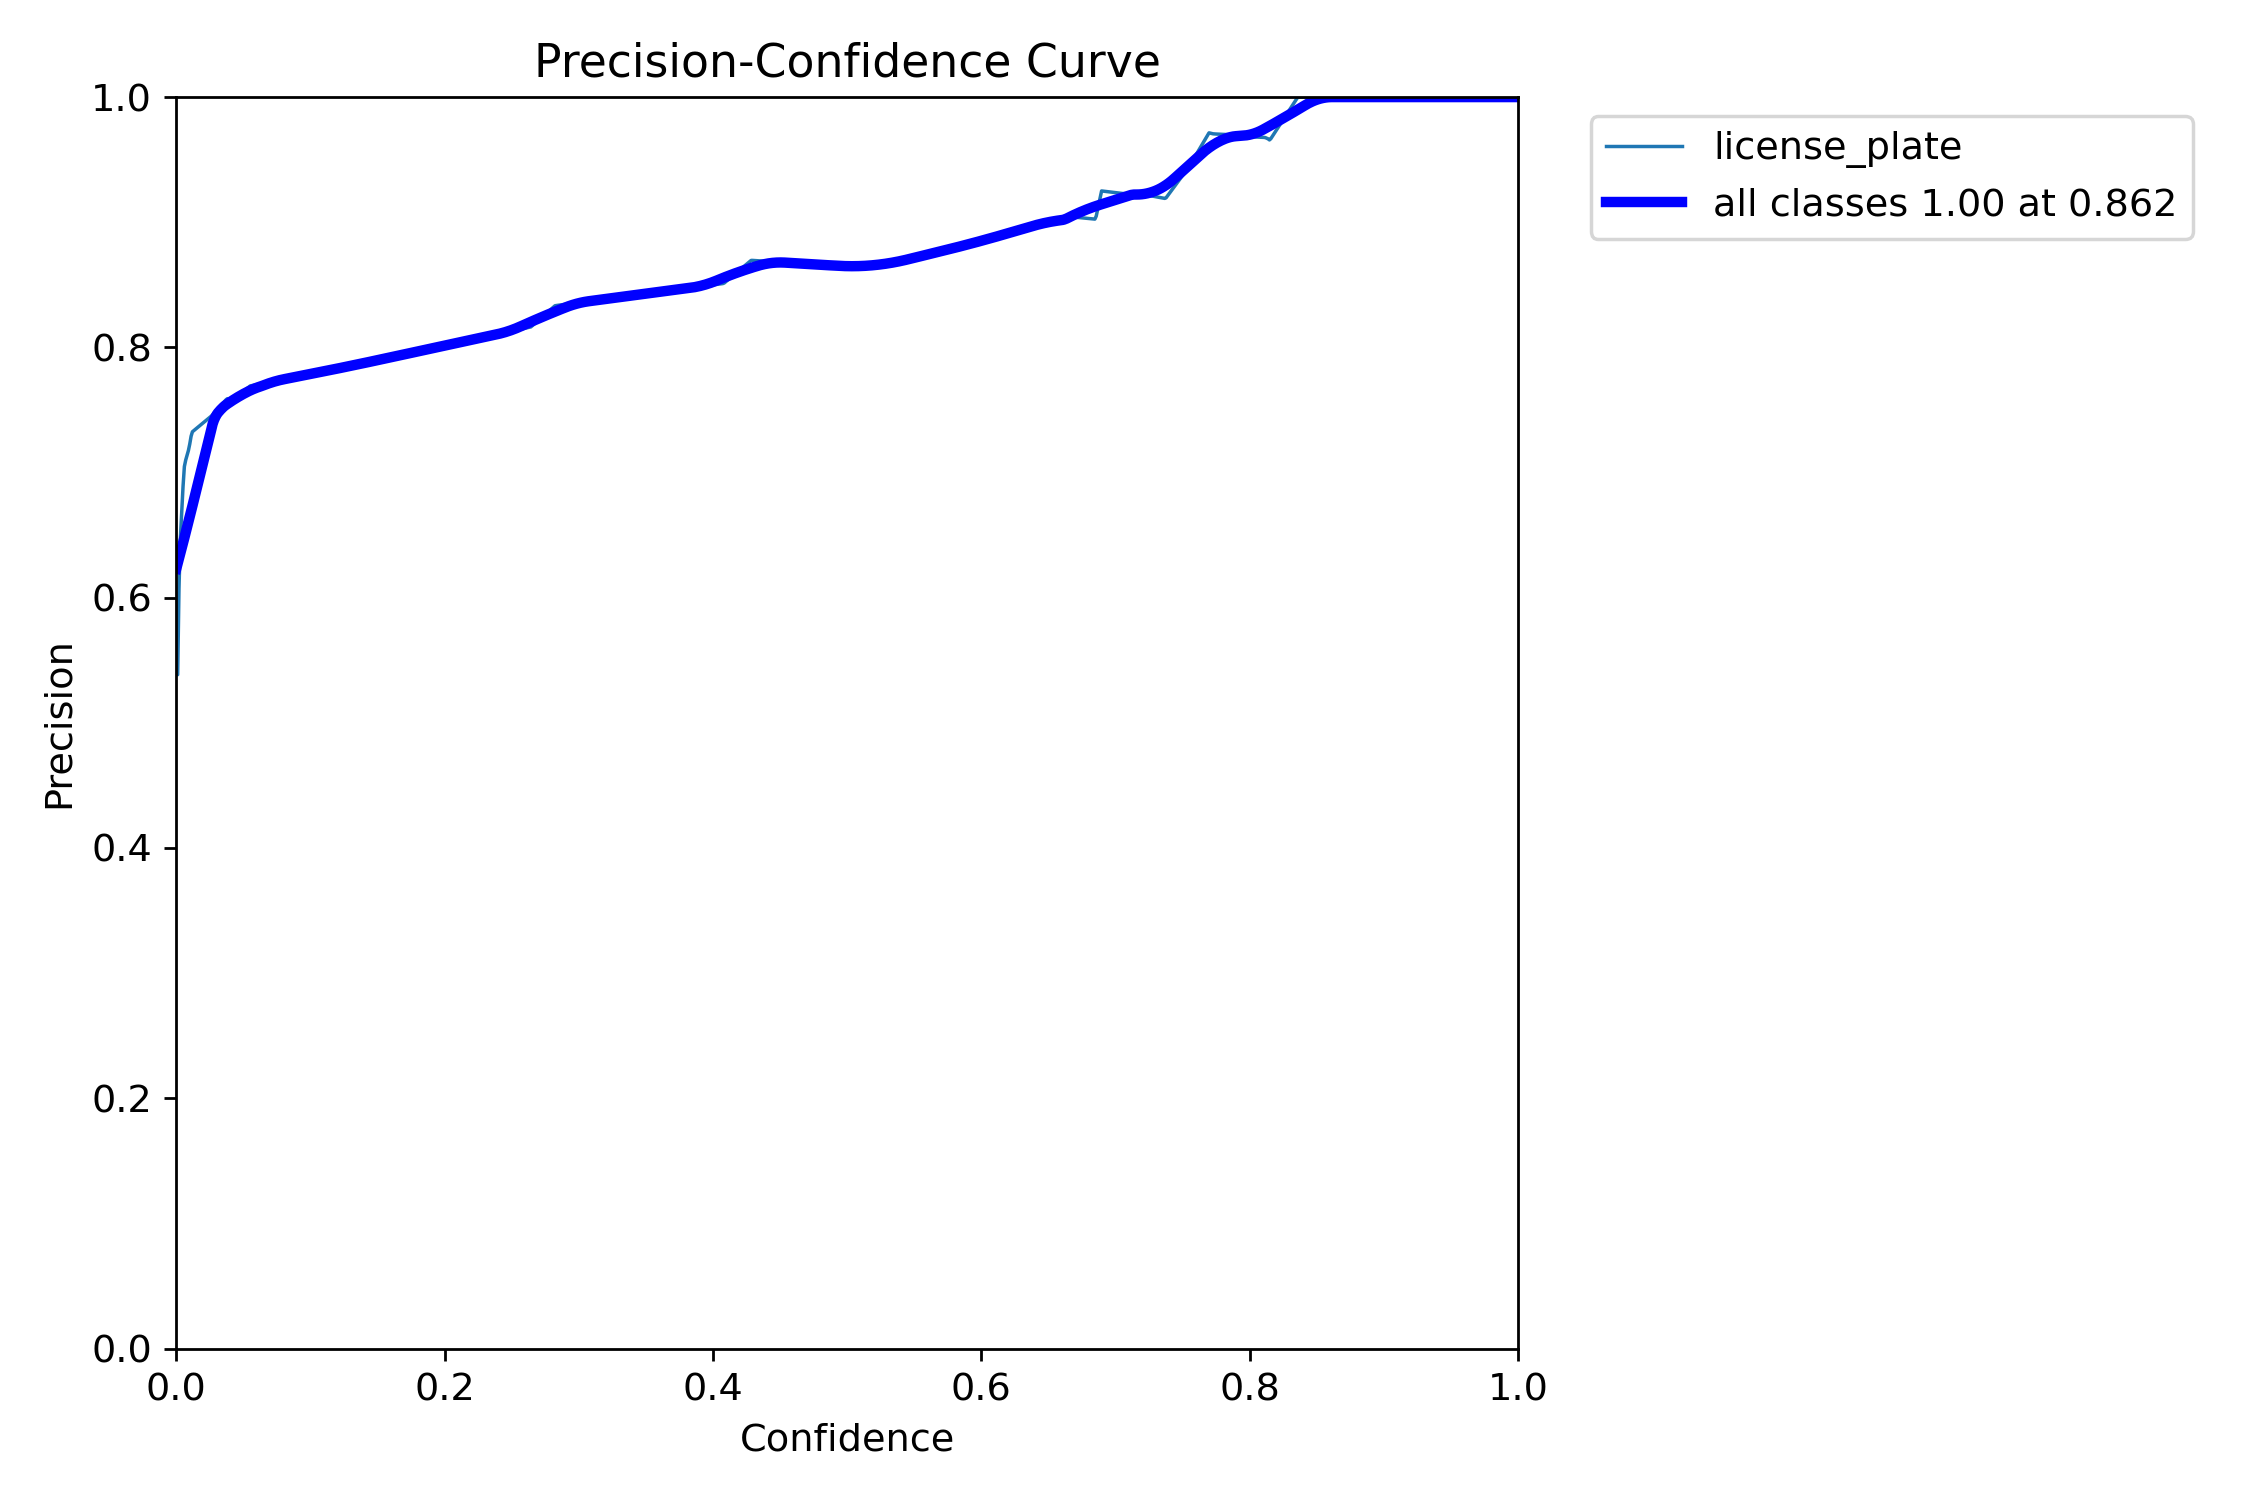 Precision-Confidence Curve
1.0
0.8
0.6
0.4
0.2
0.0
Precision
0.0 0.2 0.4 0.6 0.8 1.0
Confidence
license_plate
all classes 1.00 at 0.862